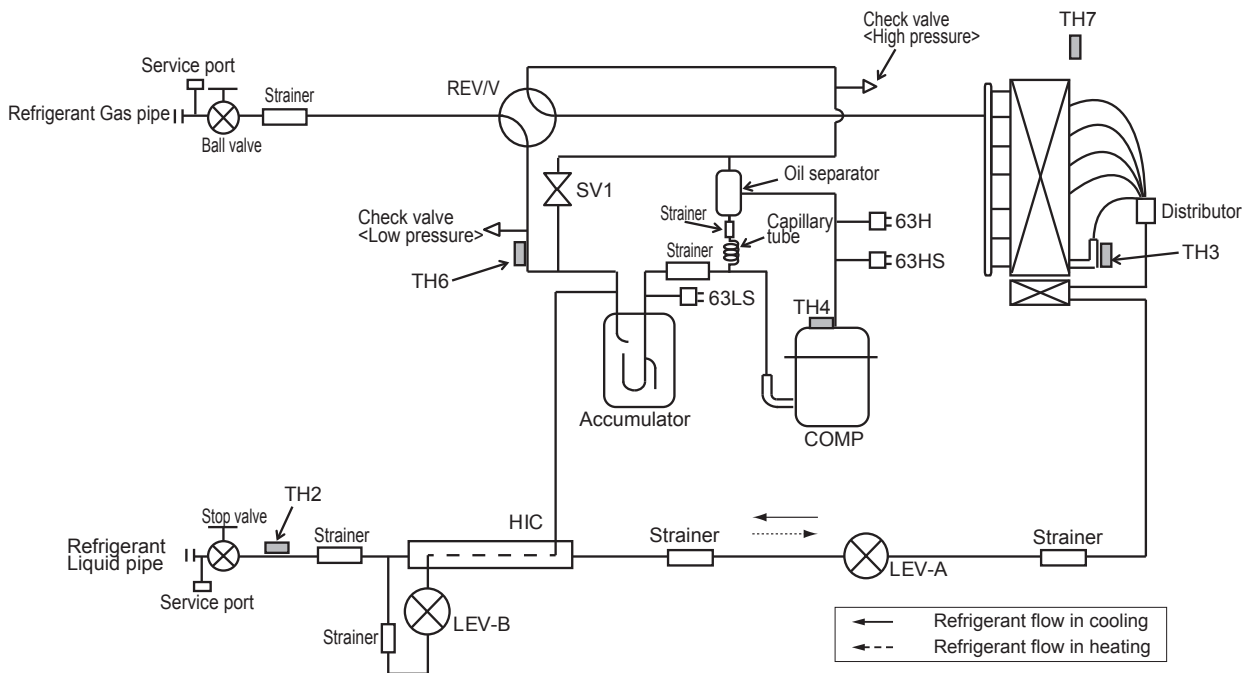 Check valve
<High pressure>
TH7
Service port
Strainer
REV/V
Refrigerant Gas pipe
Ball valve
SV1
Oil separator
Strainer
Capillary
tube
63H
Distributor
Check valve
<Low pressure>
Strainer
63HS
TH3
TH6
63LS
TH4
Accumulator
COMP
TH2
Stop valve
Strainer
HIC
Strainer
Strainer
Refrigerant
Liquid pipe
LEV-A
Service port
LEV-B
Strainer
Refrigerant flow in cooling
Refrigerant flow in heating